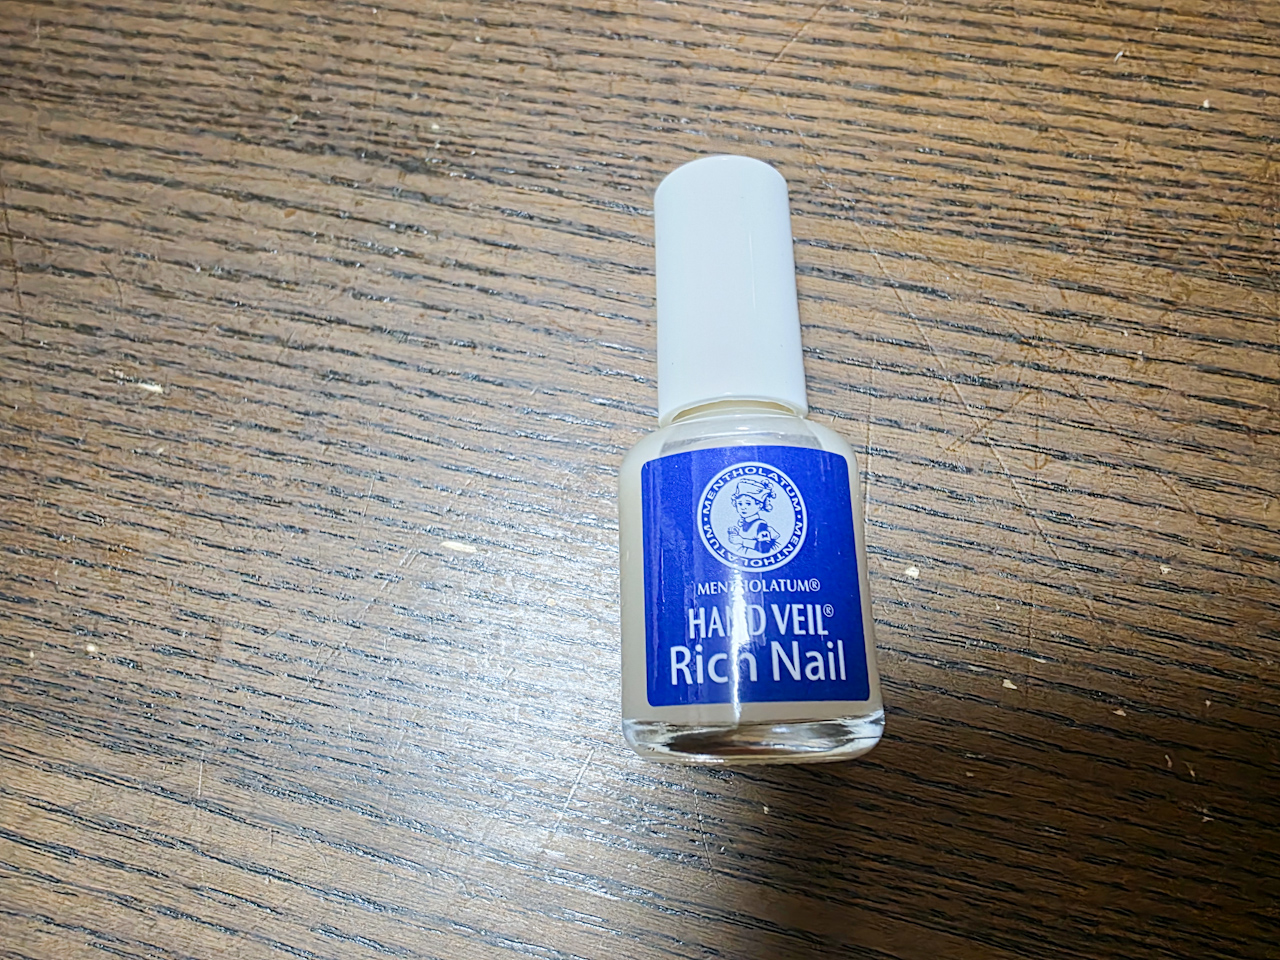 MENTHOLATUM • MENTHOLATUM •
MENTHOLATUM®
HAND VEIL®
Rich Nail